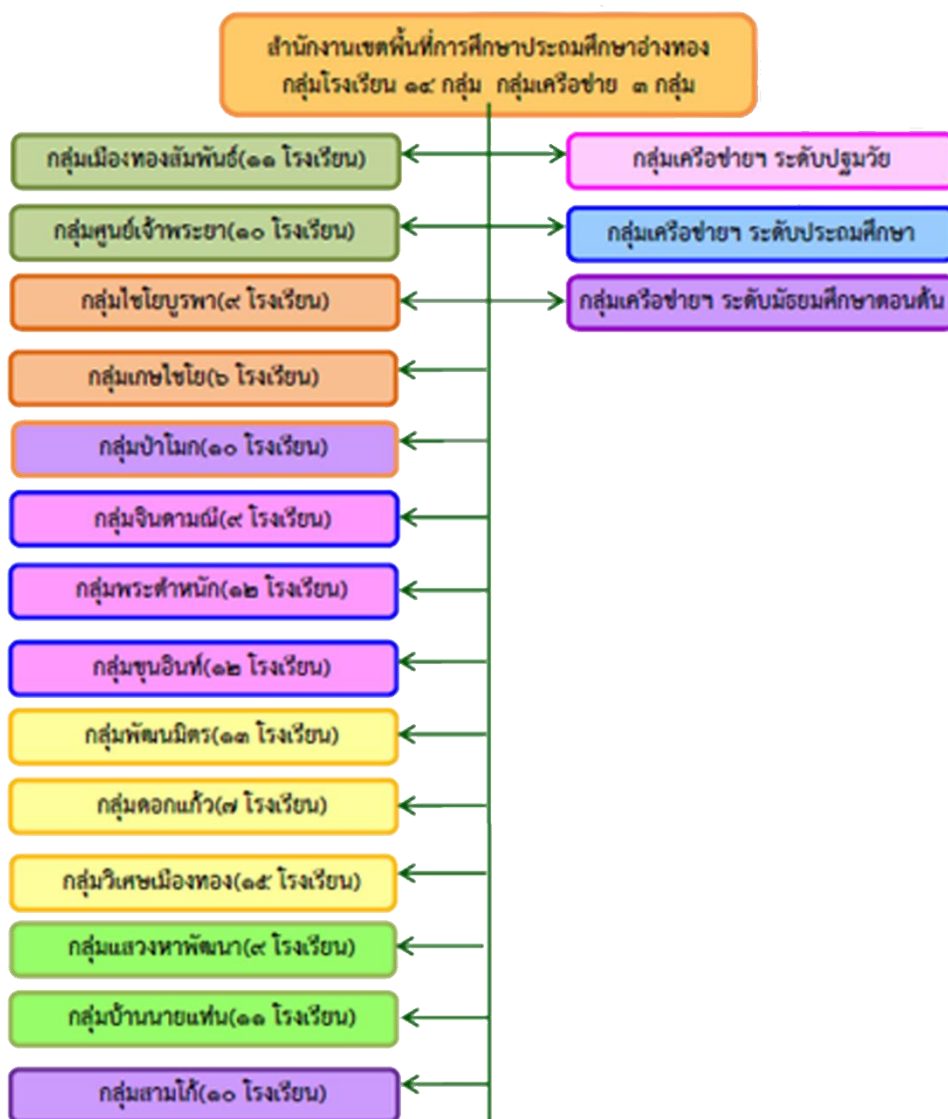 สำนักงานเขตพื้นที่การศึกษาประถมศึกษาอ่างทอง
กลุ่มโรงเรียน ๑๔ กลุ่ม กลุ่มเครือข่าย ๓ กลุ่ม
กลุ่มเมืองทองสัมพันธ์(๑๑ โรงเรียน)
กลุ่มเครือข่ายฯ ระดับปฐมวัย
กลุ่มศูนย์เจ้าพระยา(๑๐ โรงเรียน)
กลุ่มเครือข่ายฯ ระดับประถมศึกษา
กลุ่มไชโยบูรพา(๙ โรงเรียน)
กลุ่มเครือข่ายฯ ระดับมัธยมศึกษาตอนต้น
กลุ่มเกษไชโย(๖ โรงเรียน)
กลุ่มป่าโมก(๑๐ โรงเรียน)
กลุ่มจินดามณี(๙ โรงเรียน)
กลุ่มพระตำหนัก(๑๒ โรงเรียน)
กลุ่มขุนอินท์(๑๒ โรงเรียน)
กลุ่มพัฒนมิตร(๑๓ โรงเรียน)
กลุ่มดอกแก้ว(๗ โรงเรียน)
กลุ่มวิเศษเมืองทอง(๑๕ โรงเรียน)
กลุ่มแสวงหาพัฒนา(๙ โรงเรียน)
กลุ่มบ้านนายแท่น(๑๑ โรงเรียน)
กลุ่มสามโก้(๑๐ โรงเรียน)